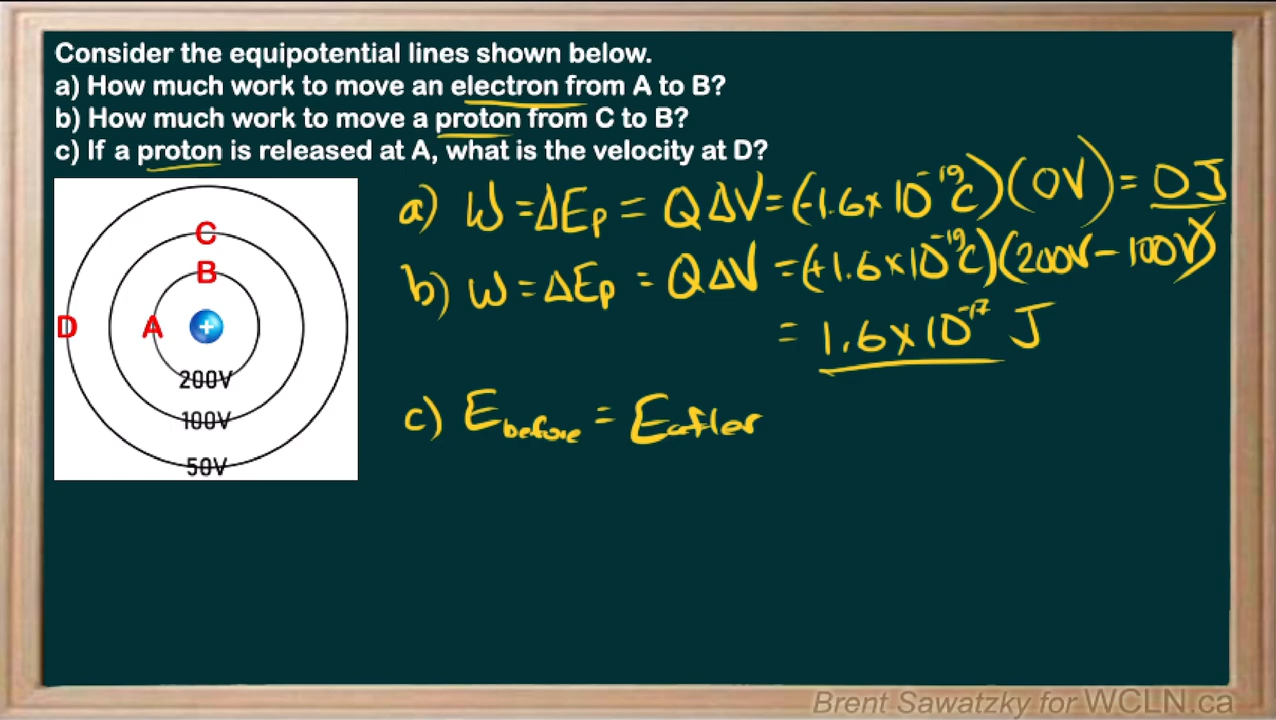 Consider the equipotential lines shown below.
a) How much work to move an electron from A to B?
b) How much work to move a proton from C to B?
c) If a proton is released at A, what is the velocity at D?
C
B
D
A
+
200V
100V
50V
a) W = ΔEp = QΔV = (-1.6×10⁻¹⁹C)(0V) = 0J
b) W = ΔEp = QΔV = (+1.6×10⁻¹⁹C)(200V - 100V)
= 1.6×10⁻¹⁷ J
c) Ebefore = Eafter
Brent Sawatzky for WCLN.ca